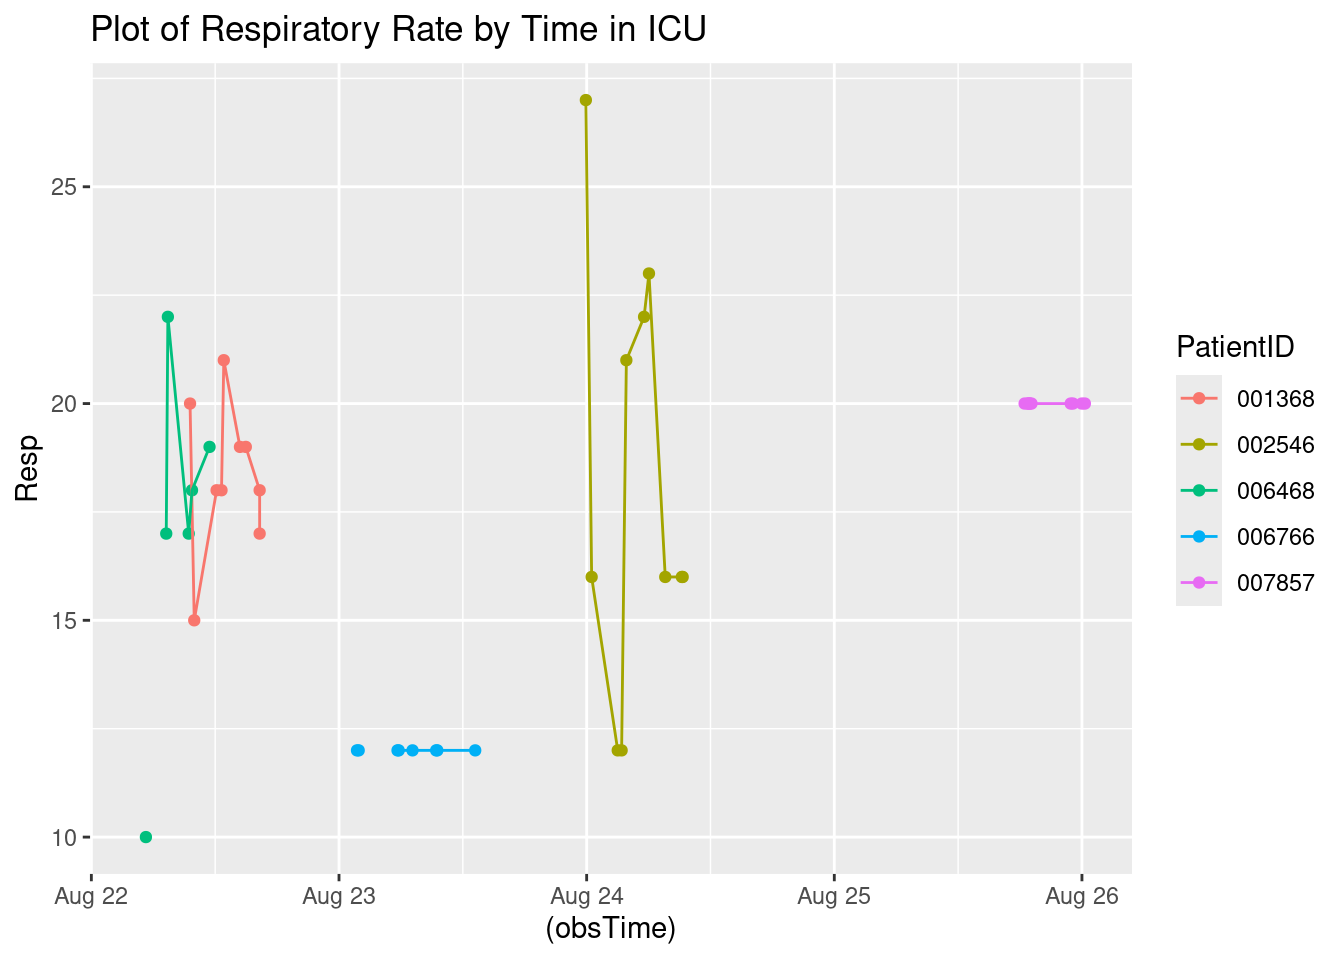 Plot of Respiratory Rate by Time in ICU
25
20
15
10
Resp
Aug 22
Aug 23
Aug 24
Aug 25
Aug 26
(obsTime)
PatientID
001368
002546
006468
006766
007857